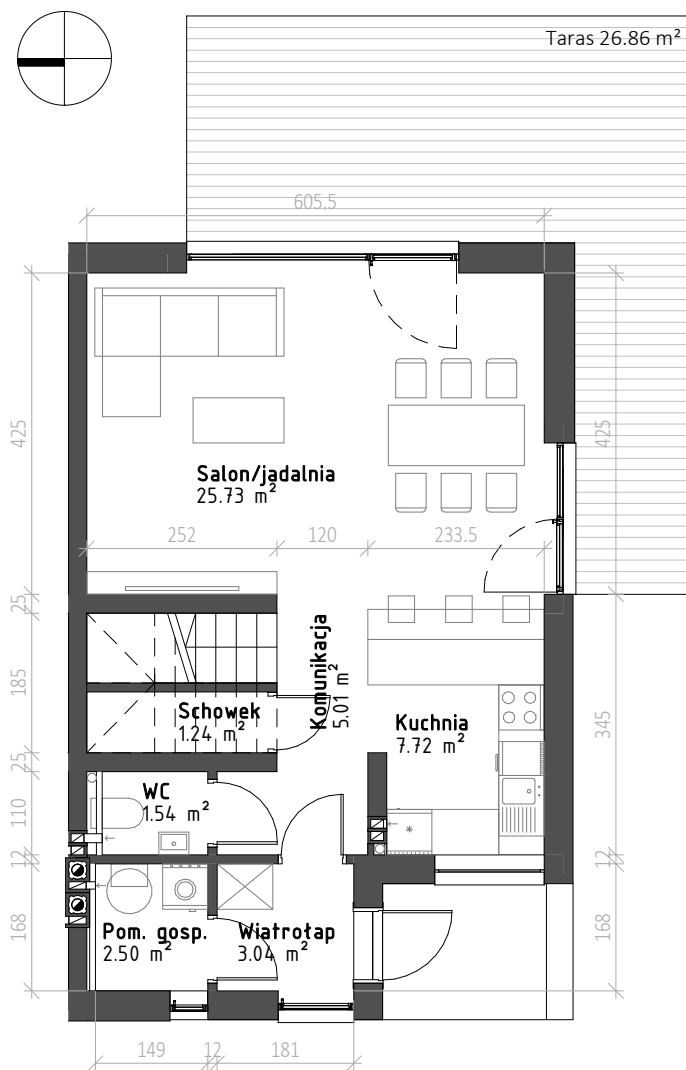 Taras 26.86 m²
605.5
425
425
Salon/jadalnia
25.73 m²
252
120
233.5
25
Komunikacja
5.01 m²
185
Schowek
1.24 m²
Kuchnia
7.72 m²
345
25
WC
1.54 m²
110
12
12
168
Pom. gosp.
2.50 m²
Wiatrołap
3.04 m²
168
149
12
181